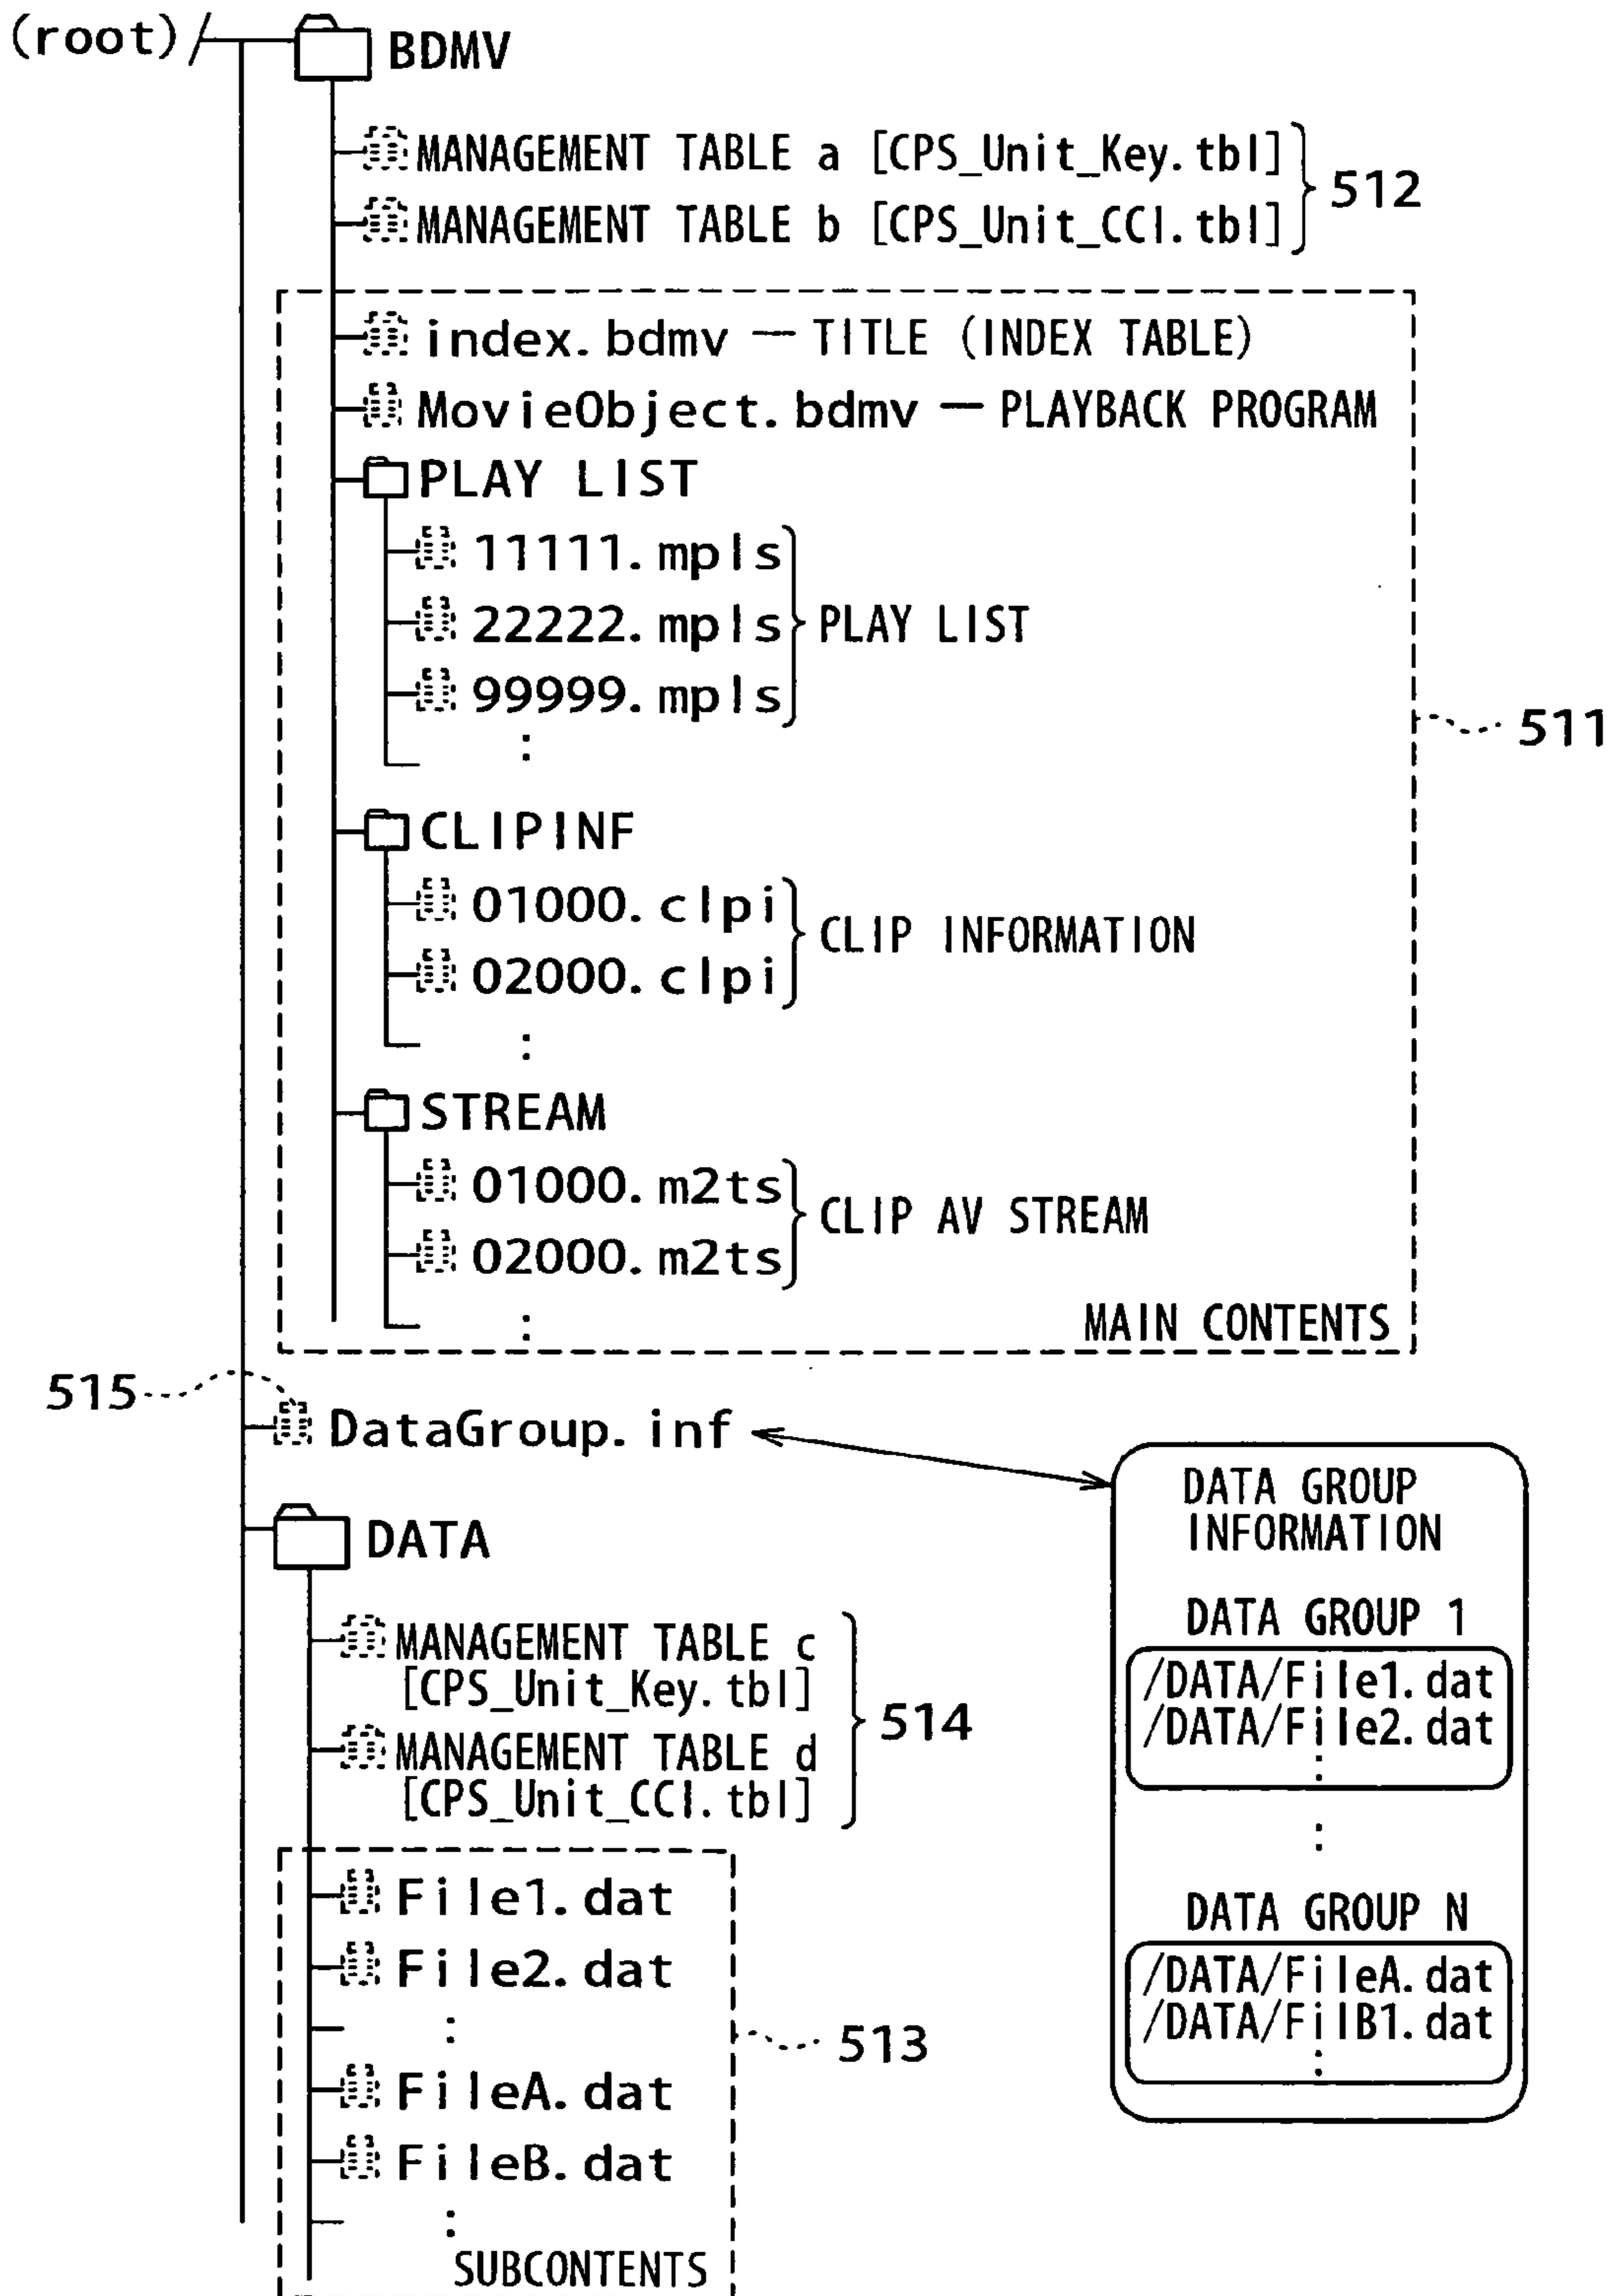 (root)/
BDMV
MANAGEMENT TABLE a [CPS_Unit_Key.tbl]
MANAGEMENT TABLE b [CPS_Unit_CCI.tbl]
512
index.bdmv — TITLE (INDEX TABLE)
MovieObject.bdmv — PLAYBACK PROGRAM
PLAY LIST
11111.mpls
22222.mpls
99999.mpls
:
PLAY LIST
511
CLIPINF
01000.clpi
02000.clpi
:
CLIP INFORMATION
STREAM
01000.m2ts
02000.m2ts
:
CLIP AV STREAM
MAIN CONTENTS
515
DataGroup.inf
DATA
MANAGEMENT TABLE c
[CPS_Unit_Key.tbl]
MANAGEMENT TABLE d
[CPS_Unit_CCI.tbl]
514
File1.dat
File2.dat
:
FileA.dat
FileB.dat
:
SUBCONTENTS
513
DATA GROUP
INFORMATION
DATA GROUP 1
/DATA/File1.dat
/DATA/File2.dat
:
:
DATA GROUP N
/DATA/FileA.dat
/DATA/FilB1.dat
: